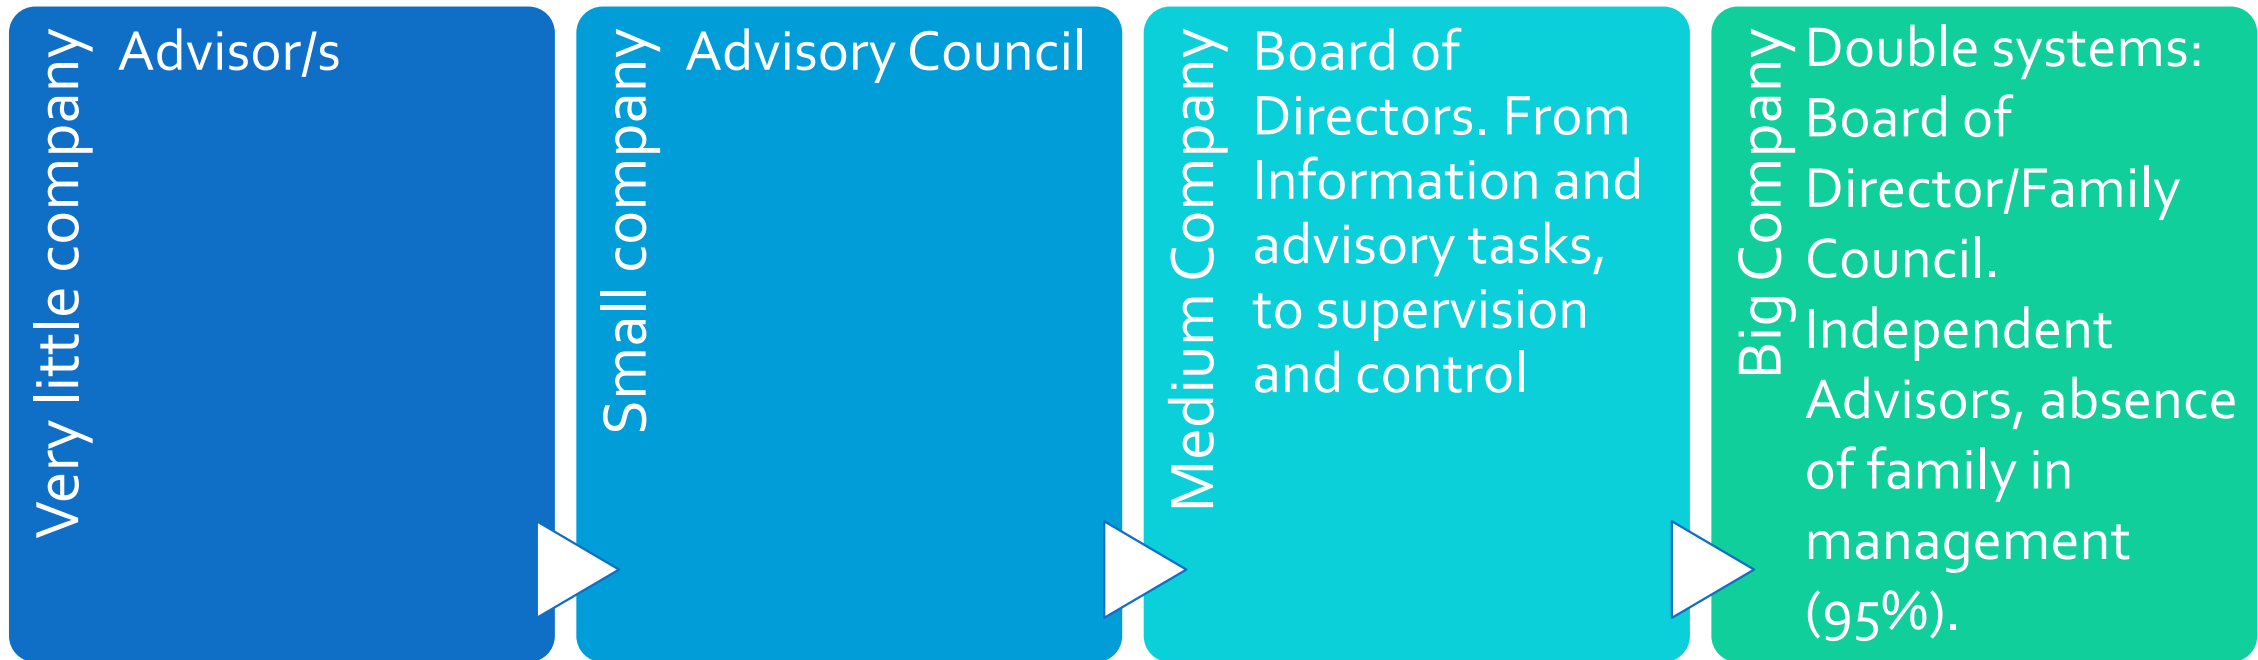 Very little company
Advisor/s
Small company
Advisory Council
Medium Company
Board of
Directors. From
Information and
advisory tasks,
to supervision
and control
Big Company
Double systems:
Board of
Director/Family
Council.
Independent
Advisors, absence
of family in
management
(95%).